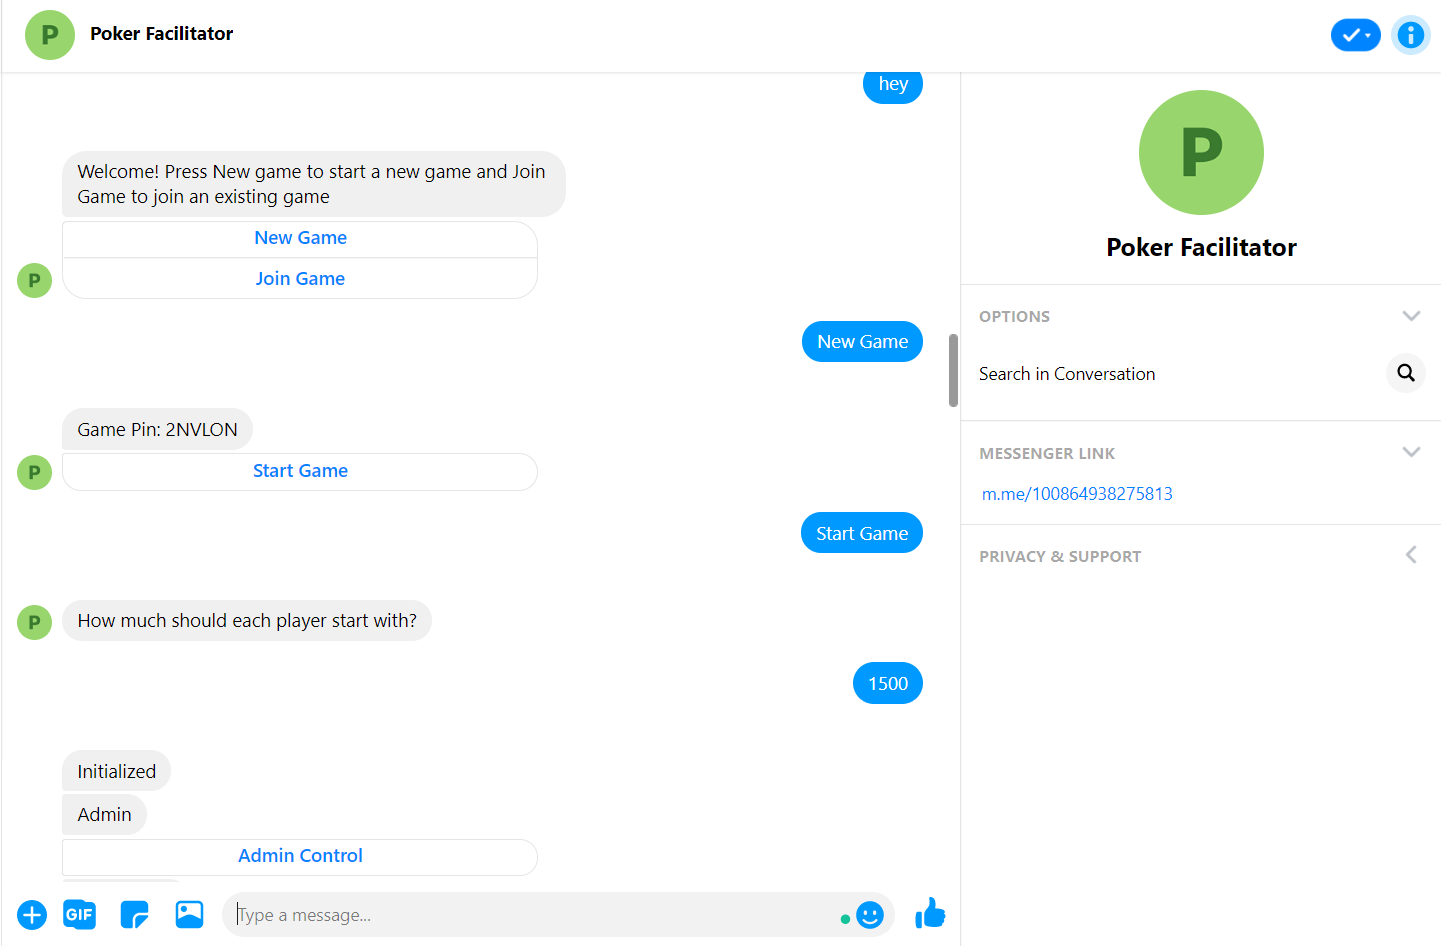 P
Poker Facilitator
hey
Welcome! Press New game to start a new game and Join
Game to join an existing game
New Game
Join Game
P
New Game
Game Pin: 2NVLON
Start Game
P
Start Game
How much should each player start with?
P
1500
Initialized
Admin
Admin Control
GIF
Type a message...
P
Poker Facilitator
OPTIONS
Search in Conversation
MESSENGER LINK
m.me/100864938275813
PRIVACY & SUPPORT